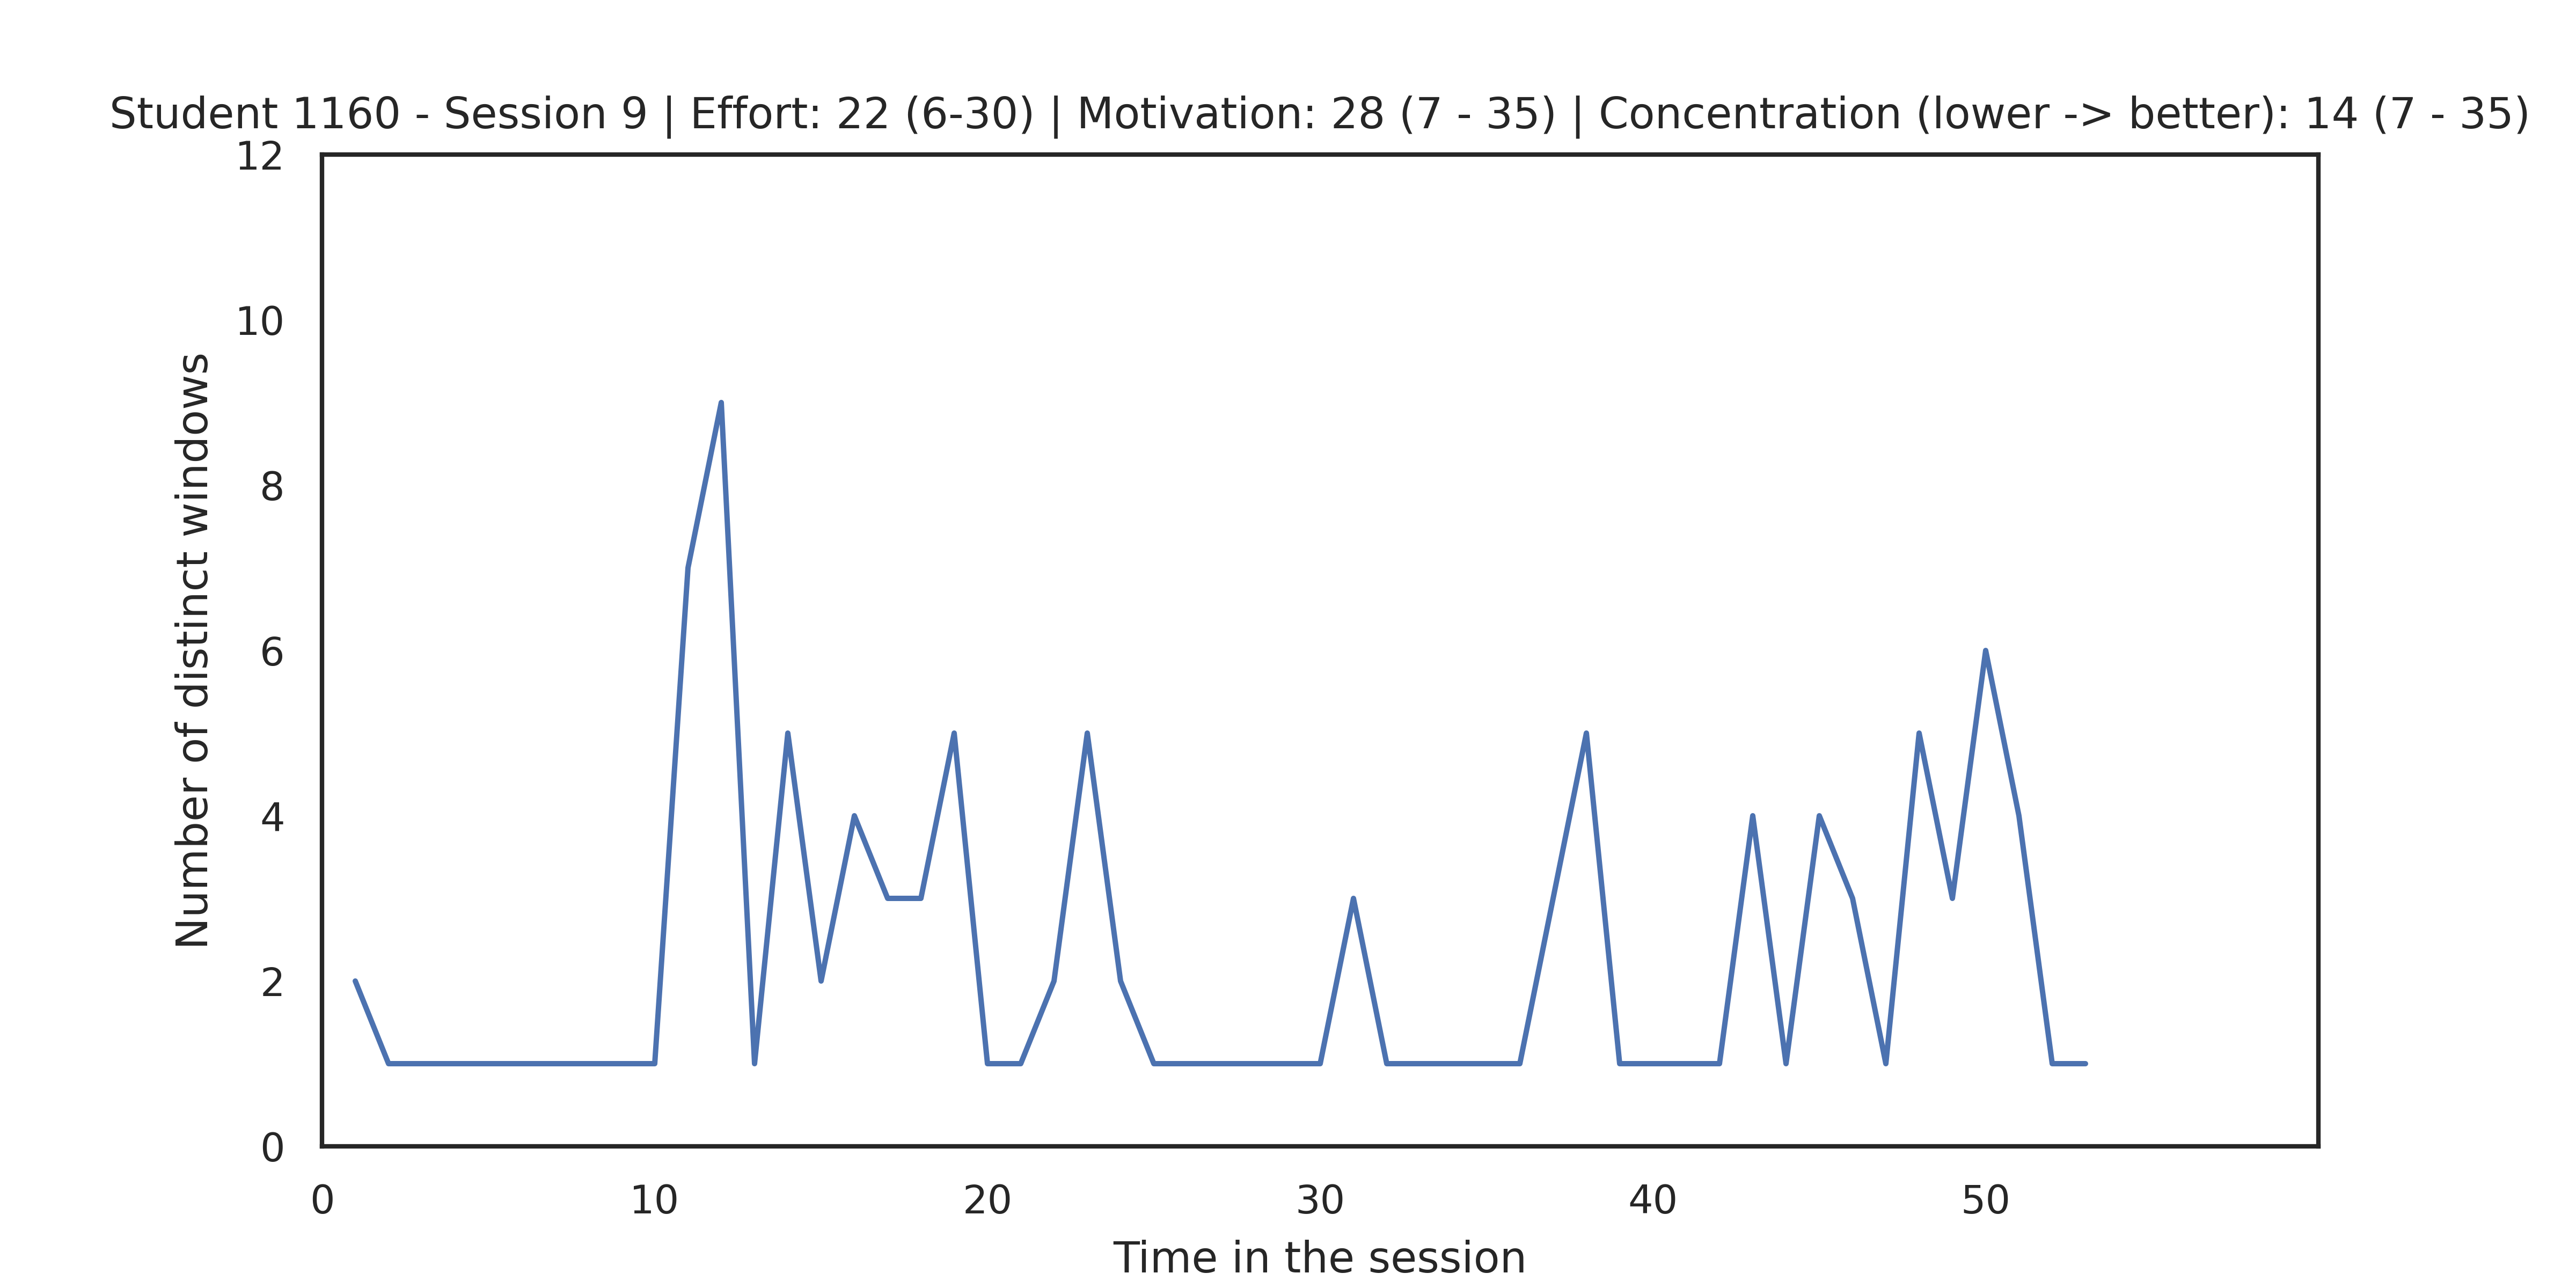 Student 1160 - Session 9 | Effort: 22 (6-30) | Motivation: 28 (7 - 35) | Concentration (lower -> better): 14 (7 - 35)
12
10
8
6
4
2
0
Number of distinct windows
0 10 20 30 40 50
Time in the session